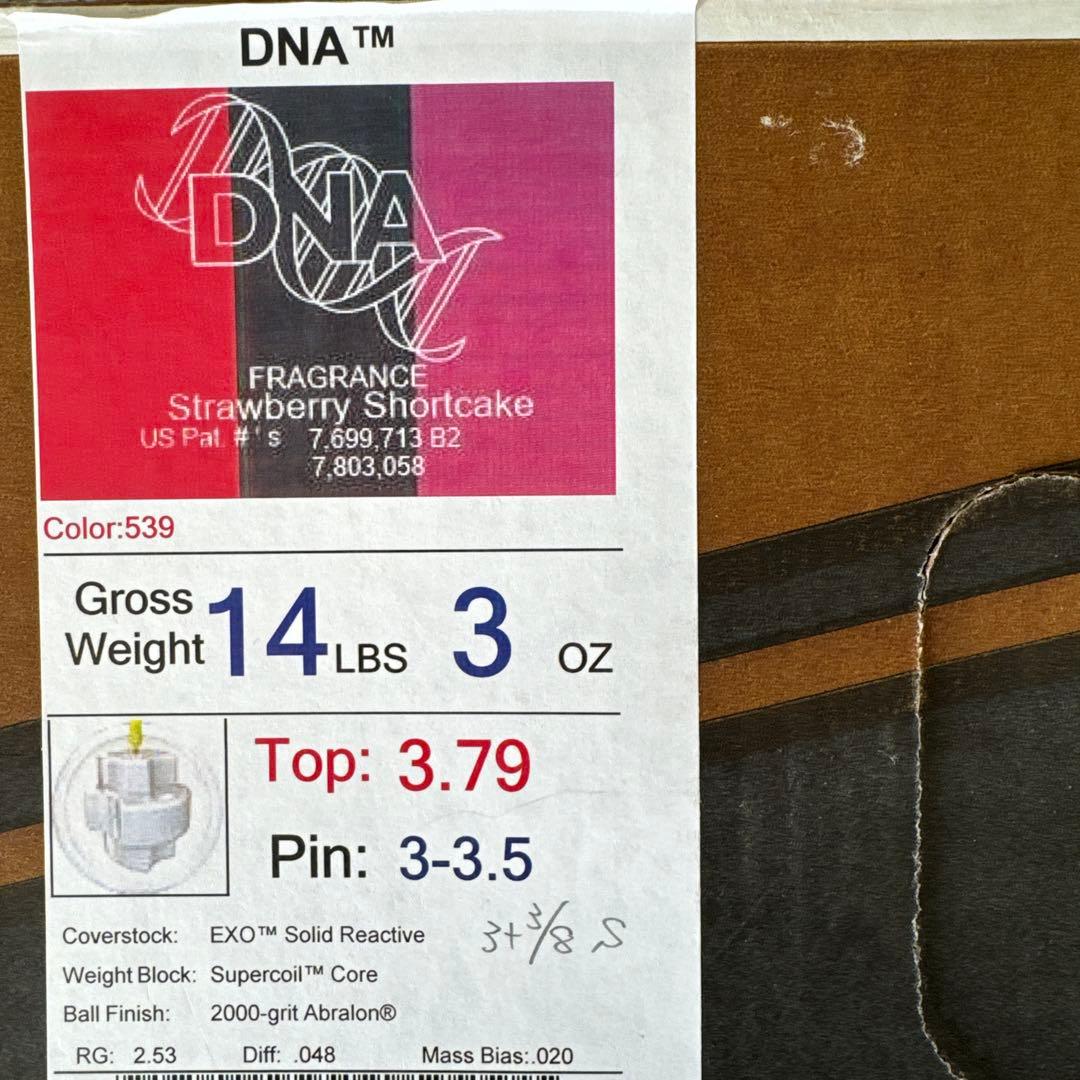 DNA™
DNA
FRAGRANCE
Strawberry Shortcake
US Pat. #'s 7,699,713 B2
7,803,058
Color:539
Gross Weight 14 LBS 3 OZ
Top: 3.79
Pin: 3-3.5
3+3/8 S
Coverstock: EXO™ Solid Reactive
Weight Block: Supercoil™ Core
Ball Finish: 2000-grit Abralon®
RG: 2.53 Diff: .048 Mass Bias:.020